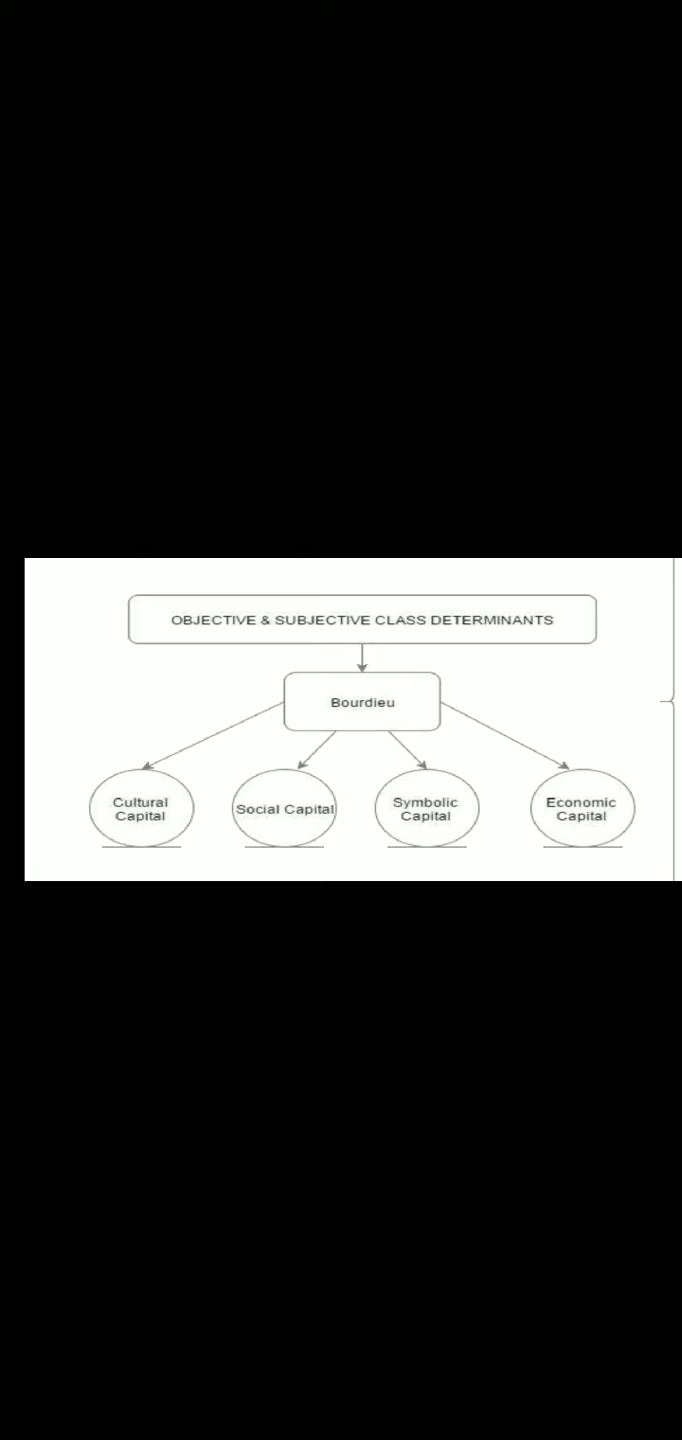 OBJECTIVE & SUBJECTIVE CLASS DETERMINANTS
Bourdieu
Cultural
Capital
Social Capital
Symbolic
Capital
Economic
Capital